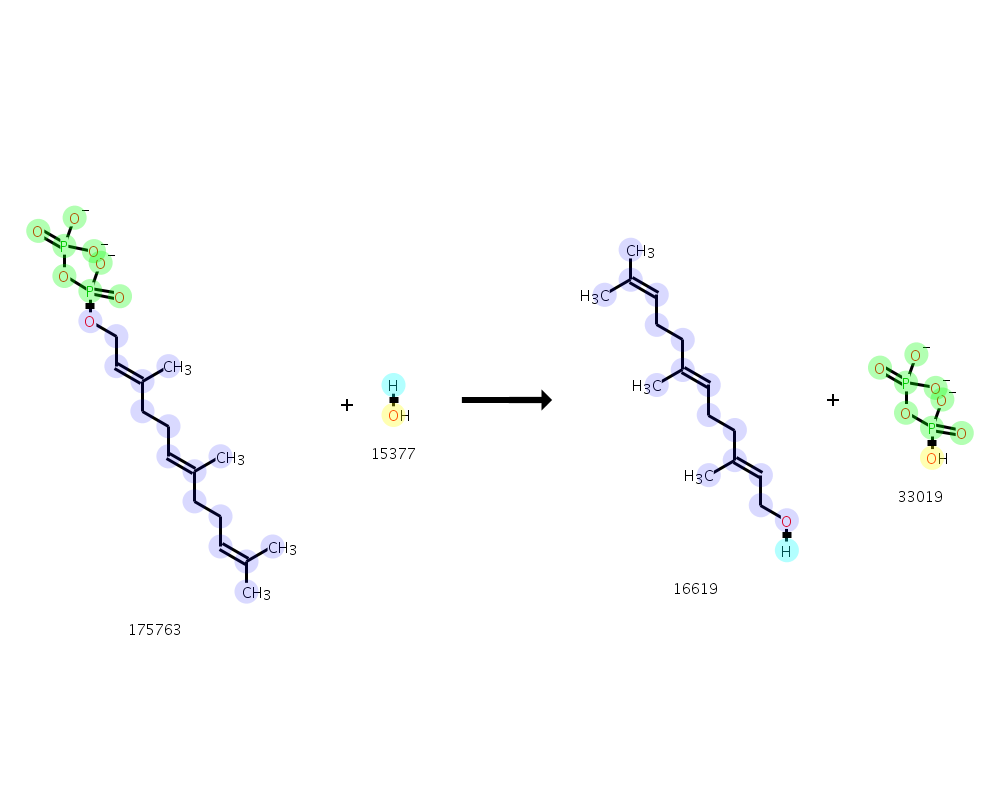 O⁻
O
P
O⁻
O⁻
O
P
O
O
CH₃
CH₃
CH₃
CH₃
175763
+
H
OH
15377
CH₃
H₃C
H₃C
H₃C
O
H
16619
+
O⁻
O
P
O⁻
O⁻
O
P
O
OH
33019